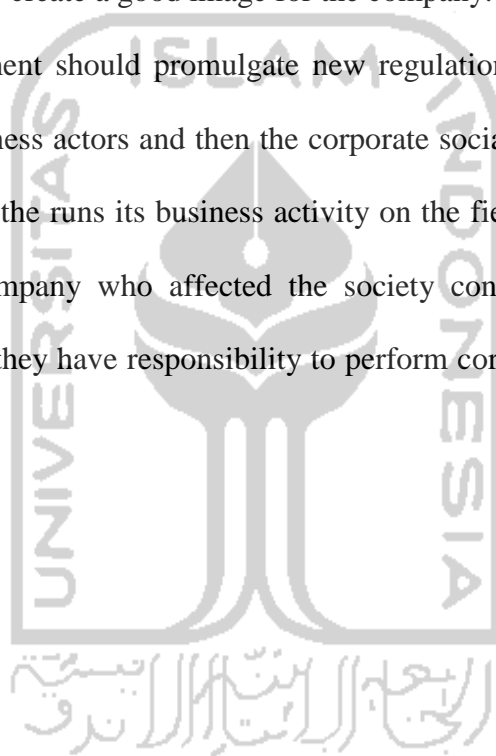 create a good image for the company.
ment should promulgate new regulation
ness actors and then the corporate socia
the runs its business activity on the fie
mpany who affected the society con
they have responsibility to perform cor
ISLAM
UNIVERSITAS
INDONESIA